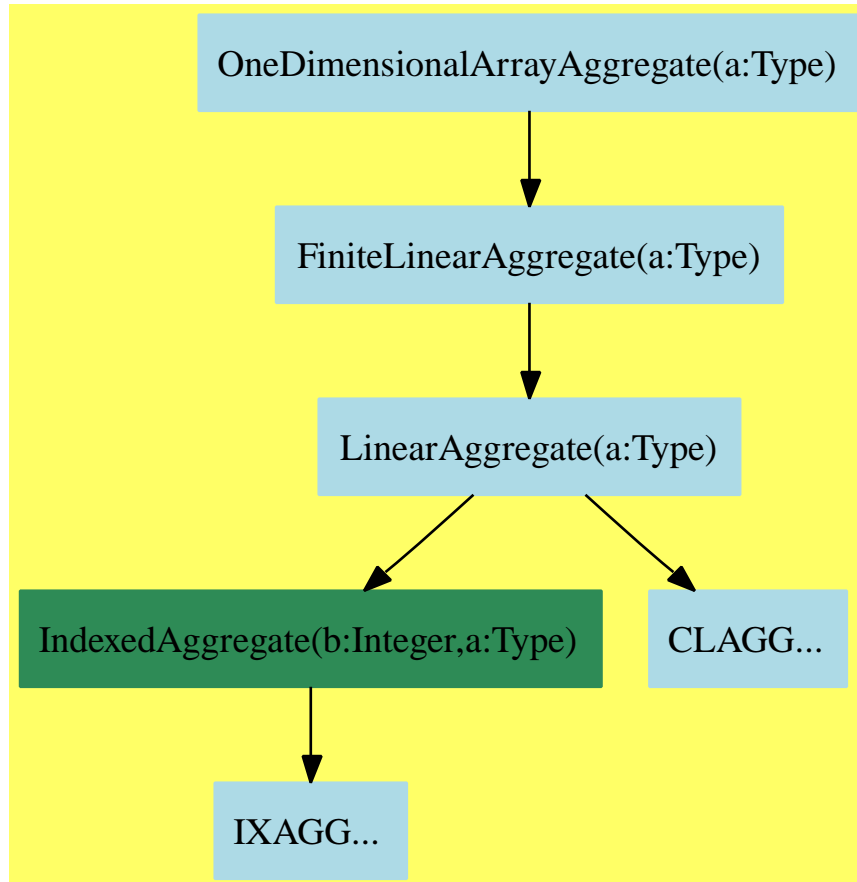 OneDimensionalArrayAggregate(a:Type)
FiniteLinearAggregate(a:Type)
LinearAggregate(a:Type)
IndexedAggregate(b:Integer,a:Type)
CLAGG...
IXAGG...